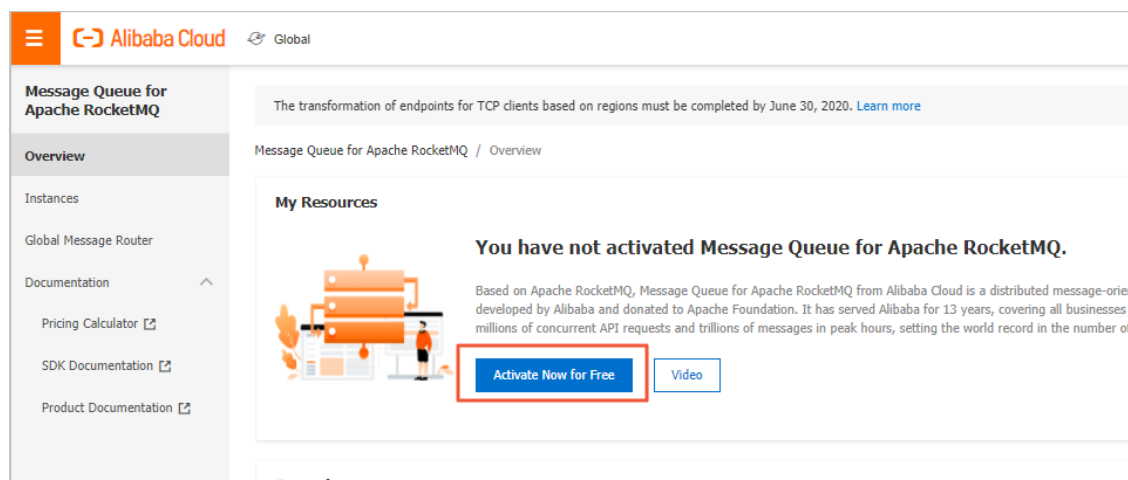 Alibaba Cloud
Global
Message Queue for
Apache RocketMQ
Overview
Instances
Global Message Router
Documentation
Pricing Calculator
SDK Documentation
Product Documentation
The transformation of endpoints for TCP clients based on regions must be completed by June 30, 2020. Learn more
Message Queue for Apache RocketMQ / Overview
My Resources
You have not activated Message Queue for Apache RocketMQ.
Based on Apache RocketMQ, Message Queue for Apache RocketMQ from Alibaba Cloud is a distributed message-orie
developed by Alibaba and donated to Apache Foundation. It has served Alibaba for 13 years, covering all businesses
millions of concurrent API requests and trillions of messages in peak hours, setting the world record in the number of
Activate Now for Free
Video